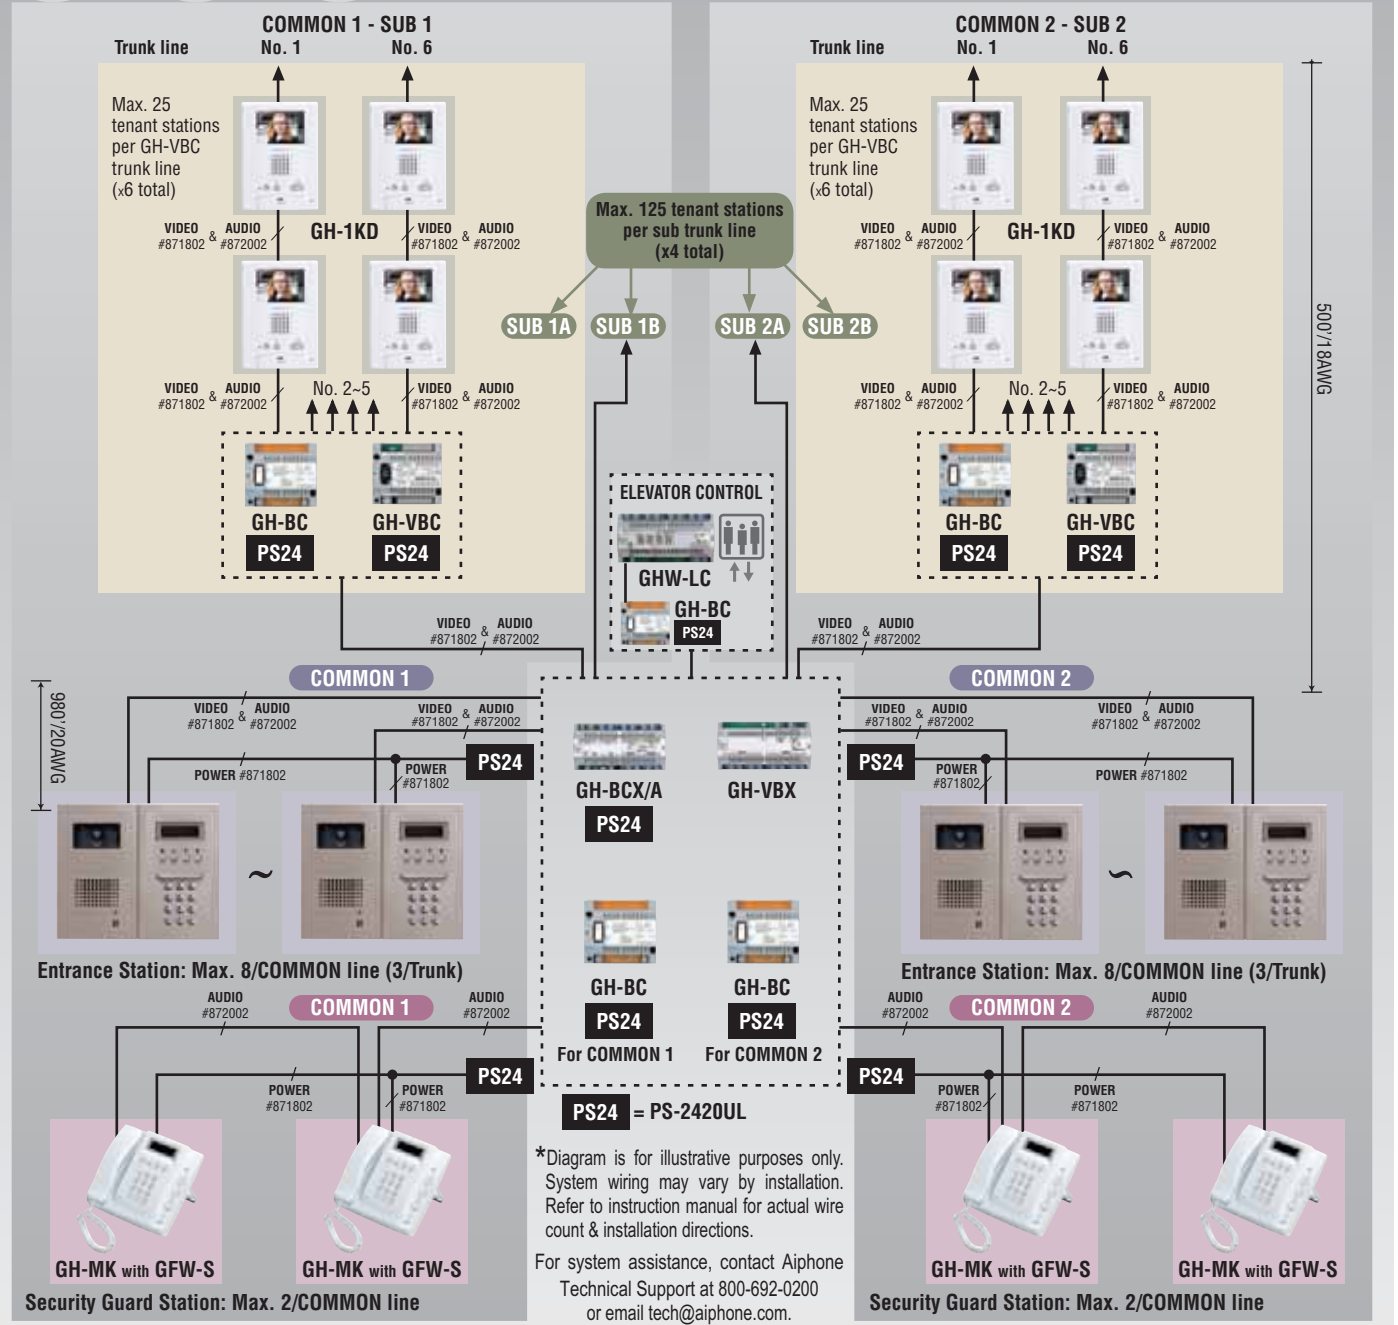 COMMON 1 - SUB 1
Trunk line No. 1 No. 6
Max. 25
tenant stations
per GH-VBC
trunk line
(x6 total)
VIDEO & AUDIO
#871802 #872002
GH-1KD
VIDEO & AUDIO
#871802 #872002
VIDEO & AUDIO
#871802 #872002
No. 2~5
VIDEO & AUDIO
#871802 #872002
GH-BC
PS24
GH-VBC
PS24
VIDEO & AUDIO
#871802 #872002
COMMON 2 - SUB 2
Trunk line No. 1 No. 6
Max. 25
tenant stations
per GH-VBC
trunk line
(x6 total)
VIDEO & AUDIO
#871802 #872002
GH-1KD
VIDEO & AUDIO
#871802 #872002
VIDEO & AUDIO
#871802 #872002
No. 2~5
VIDEO & AUDIO
#871802 #872002
GH-BC
PS24
GH-VBC
PS24
VIDEO & AUDIO
#871802 #872002
500'/18AWG
Max. 125 tenant stations
per sub trunk line
(x4 total)
SUB 1A
SUB 1B
SUB 2A
SUB 2B
ELEVATOR CONTROL
GHW-LC
GH-BC
PS24
COMMON 1
980'/20AWG
VIDEO & AUDIO
#871802 #872002
VIDEO & AUDIO
#871802 #872002
PS24
POWER #871802
POWER
#871802
~
Entrance Station: Max. 8/COMMON line (3/Trunk)
GH-BCX/A
PS24
GH-VBX
GH-BC
PS24
For COMMON 1
GH-BC
PS24
For COMMON 2
COMMON 2
VIDEO & AUDIO
#871802 #872002
VIDEO & AUDIO
#871802 #872002
PS24
POWER
#871802
POWER #871802
~
Entrance Station: Max. 8/COMMON line (3/Trunk)
COMMON 1
AUDIO
#872002
AUDIO
#872002
PS24
POWER
#871802
POWER
#871802
GH-MK with GFW-S
GH-MK with GFW-S
Security Guard Station: Max. 2/COMMON line
COMMON 2
AUDIO
#872002
AUDIO
#872002
PS24
POWER
#871802
POWER
#871802
GH-MK with GFW-S
GH-MK with GFW-S
Security Guard Station: Max. 2/COMMON line
PS24 = PS-2420UL
*Diagram is for illustrative purposes only.
System wiring may vary by installation.
Refer to instruction manual for actual wire
count & installation directions.
For system assistance, contact Aiphone
Technical Support at 800-692-0200
or email tech@aiphone.com.